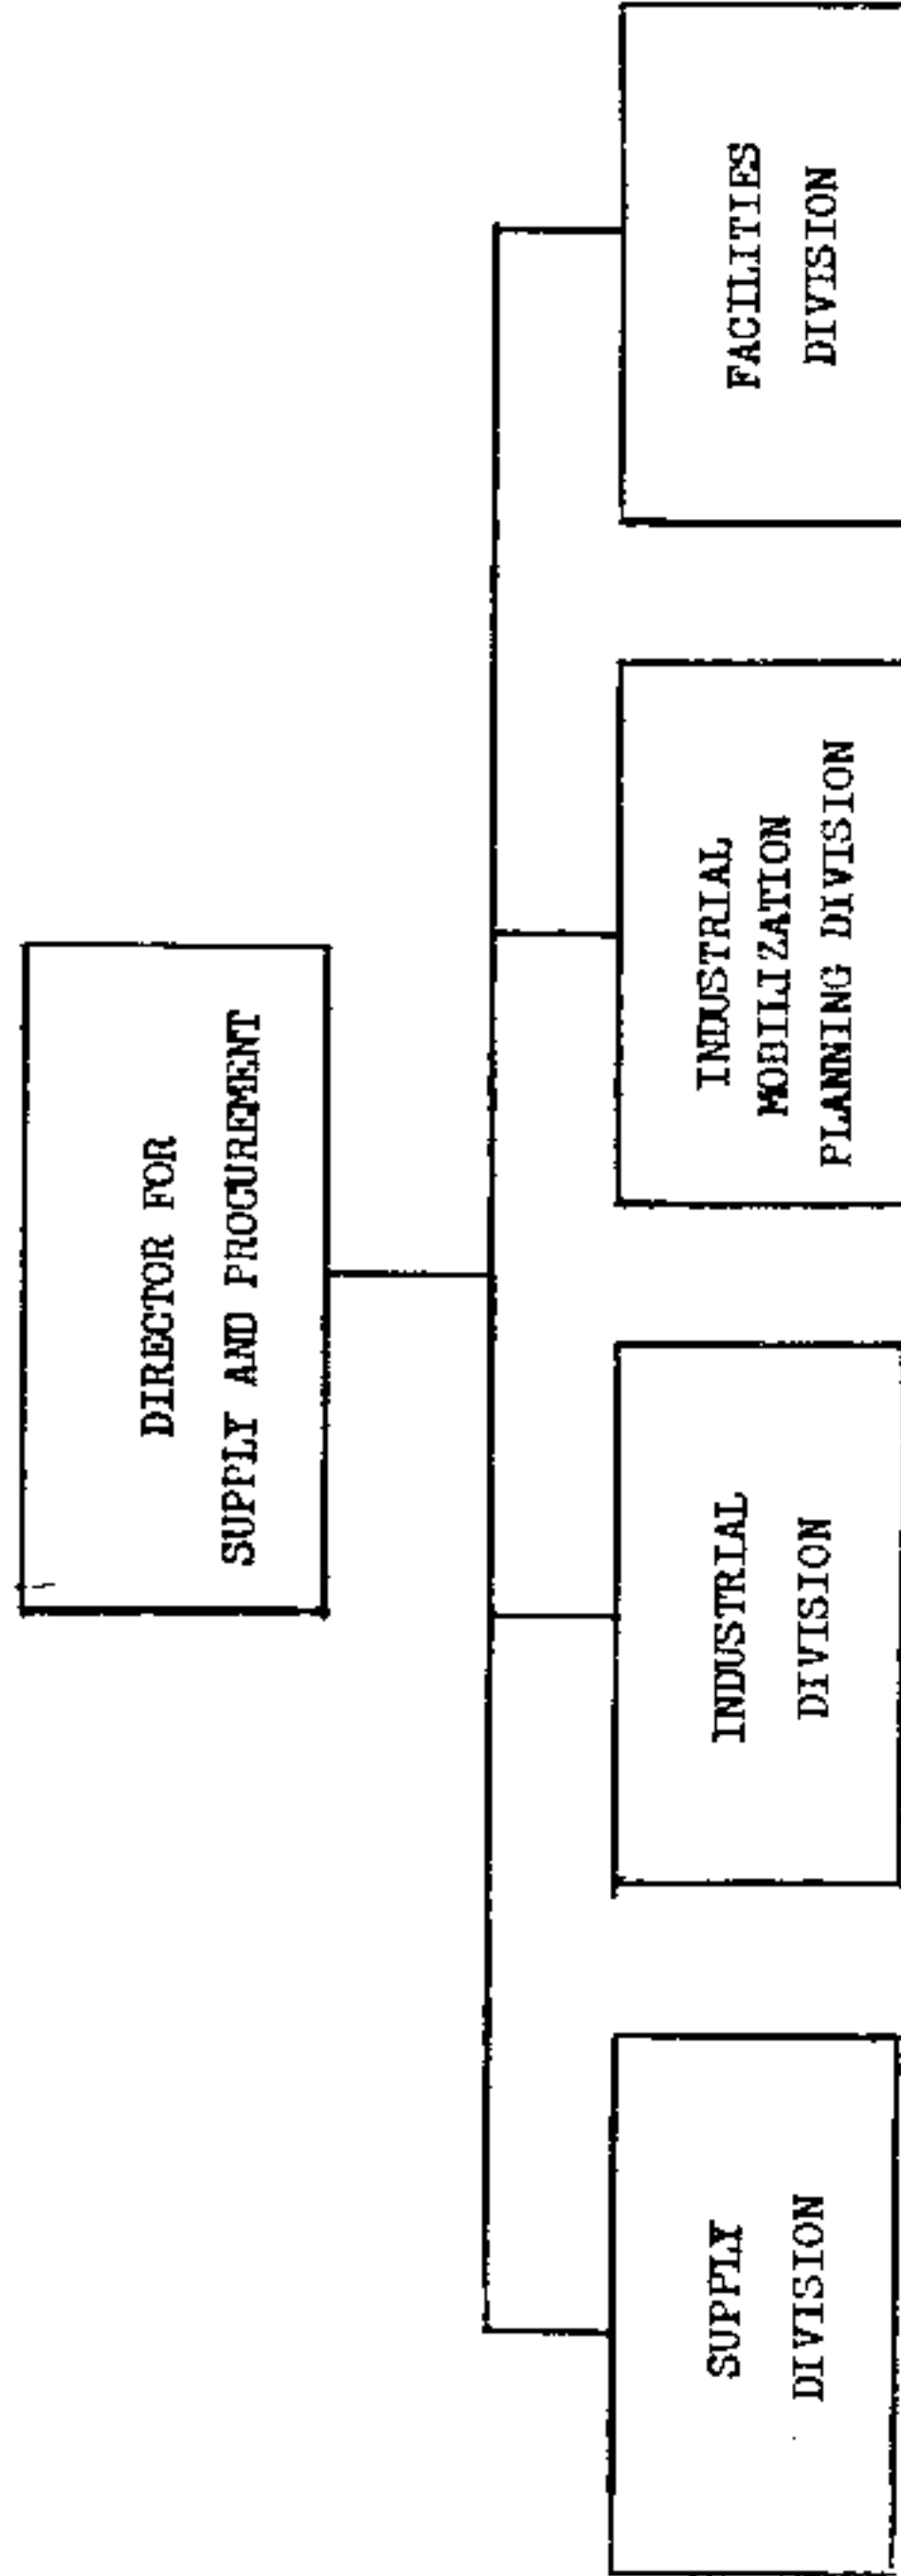 DIRECTOR FOR
SUPPLY AND PROCUREMENT
SUPPLY
DIVISION
INDUSTRIAL
DIVISION
INDUSTRIAL
MOBILIZATION
PLANNING DIVISION
FACILITIES
DIVISION